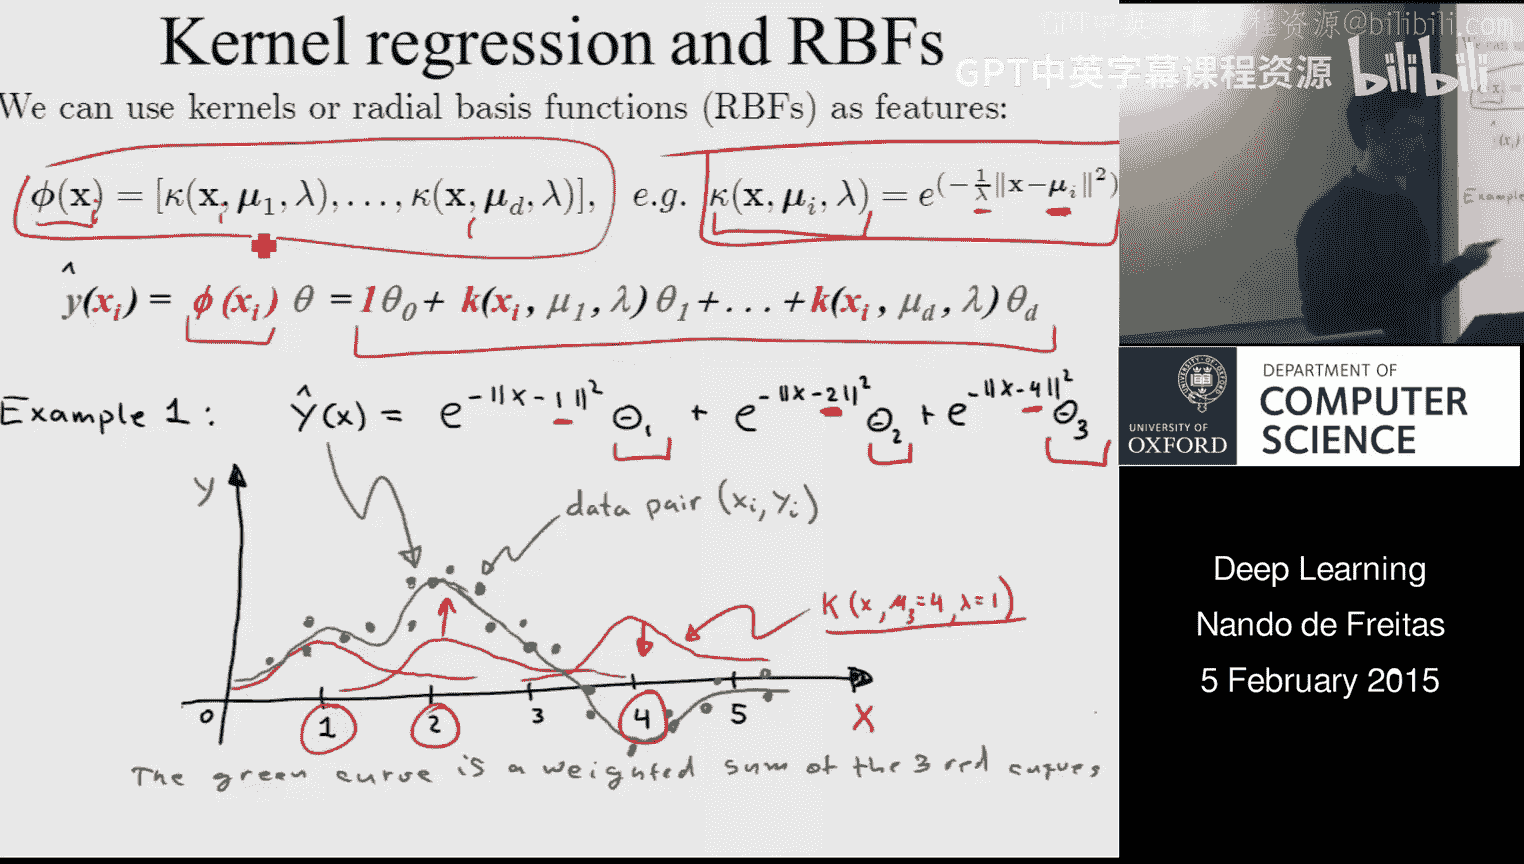 Kernel regression and RBFs
GPT中英字幕课程资源 bilibili
We can use kernels or radial basis functions (RBFs) as features:
ϕ(x) = [κ(x, μ₁, λ), . . . , κ(x, μ_d, λ)], e.g. κ(x, μᵢ, λ) = e^(−1/λ ‖x−μᵢ‖²)
ŷ(xᵢ) = ϕ(xᵢ) θ = 1θ₀ + k(xᵢ, μ₁, λ) θ₁ + . . . + k(xᵢ, μ_d, λ) θ_d
Example 1: Ŷ(x) = e^(-||x-1||²) Θ₁ + e^(-||x-2||²) Θ₂ + e^(-||x-4||²) Θ₃
y
data pair (xᵢ, yᵢ)
K(x, μ₃=4, λ=1)
0 1 2 3 4 5 X
The green curve is a weighted sum of the 3 red curves
Example
UNIVERSITY OF
OXFORD
DEPARTMENT OF
COMPUTER
SCIENCE
Deep Learning
Nando de Freitas
5 February 2015